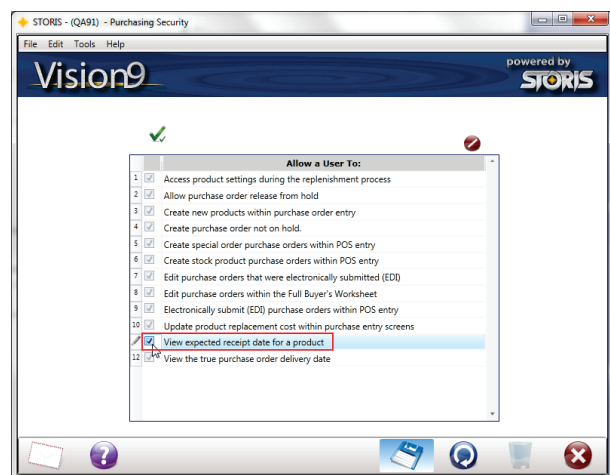 STORIS - (QA91) - Purchasing Security
File Edit Tools Help
Vision9
powered by
STORIS
Allow a User To:
1 Access product settings during the replenishment process
2 Allow purchase order release from hold
3 Create new products within purchase order entry
4 Create purchase order not on hold.
5 Create special order purchase orders within POS entry
6 Create stock product purchase orders within POS entry
7 Edit purchase orders that were electronically submitted (EDI)
8 Edit purchase orders within the Full Buyer's Worksheet
9 Electronically submit (EDI) purchase orders within POS entry
10 Update product replacement cost within purchase entry screens
View expected receipt date for a product
12 View the true purchase order delivery date